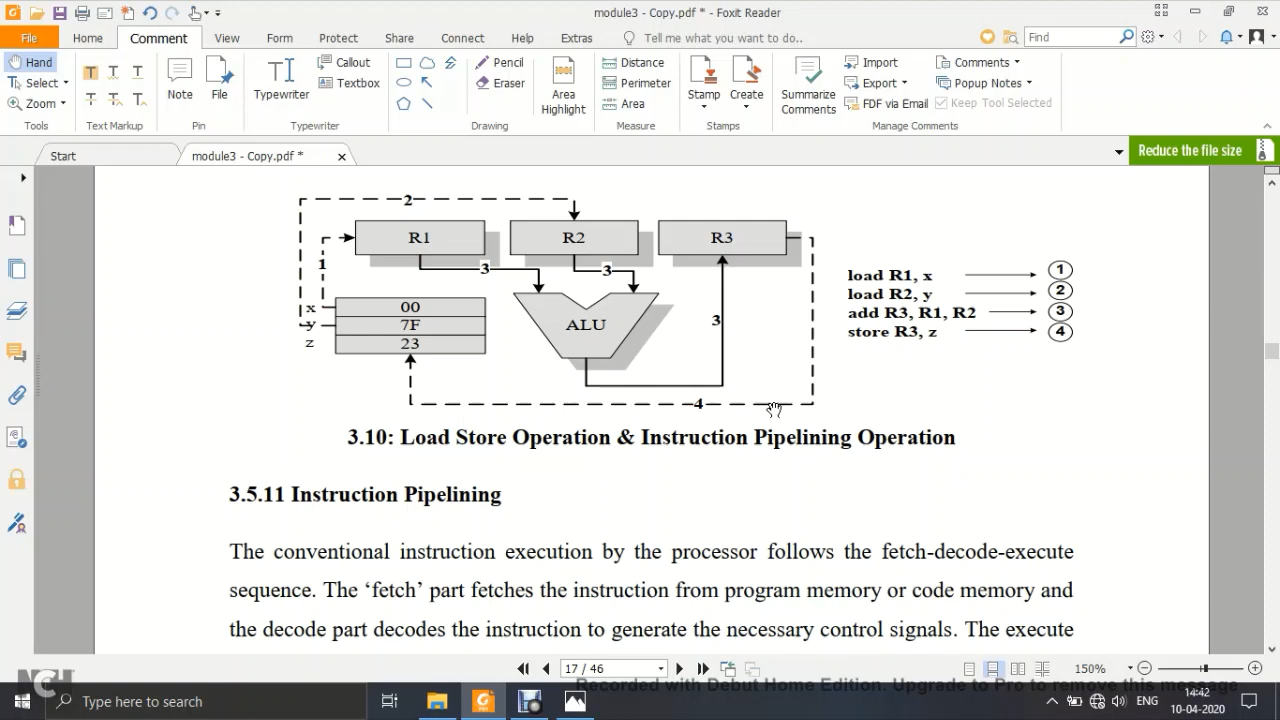 module3 - Copy.pdf * - Foxit Reader
File Home Comment View Form Protect Share Connect Help Extras Tell me what you want to do.. Find
Hand
Select
Zoom
Tools
Text Markup
Note
File
Pin
Typewriter
Callout
Textbox
Typewriter
Pencil
Eraser
Drawing
Area
Highlight
Distance
Perimeter
Area
Measure
Stamp
Create
Stamps
Summarize
Comments
Import
Export
FDF via Email
Comments
Popup Notes
Keep Tool Selected
Manage Comments
Start
module3 - Copy.pdf *
Reduce the file size
2
R1 R2 R3
1
3 3
x 00
y 7F
z 23
ALU
3
4
load R1, x 1
load R2, y 2
add R3, R1, R2 3
store R3, z 4
3.10: Load Store Operation & Instruction Pipelining Operation
3.5.11 Instruction Pipelining
The conventional instruction execution by the processor follows the fetch-decode-execute
sequence. The ‘fetch’ part fetches the instruction from program memory or code memory and
the decode part decodes the instruction to generate the necessary control signals. The execute
17 / 46
150%
NCH
Recorded with Debut Home Edition. Upgrade to Pro to remove this message
Type here to search
ENG
14:42
10-04-2020